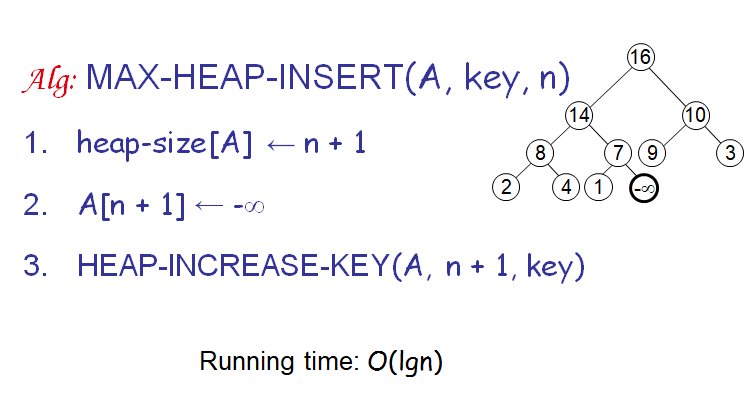 Alg: MAX-HEAP-INSERT(A, key, n)
1. heap-size[A] ← n + 1
2. A[n + 1] ← -∞
3. HEAP-INCREASE-KEY(A, n + 1, key)
Running time: O(lgn)
16
14 10
8 7 9 3
2 4 1 -∞